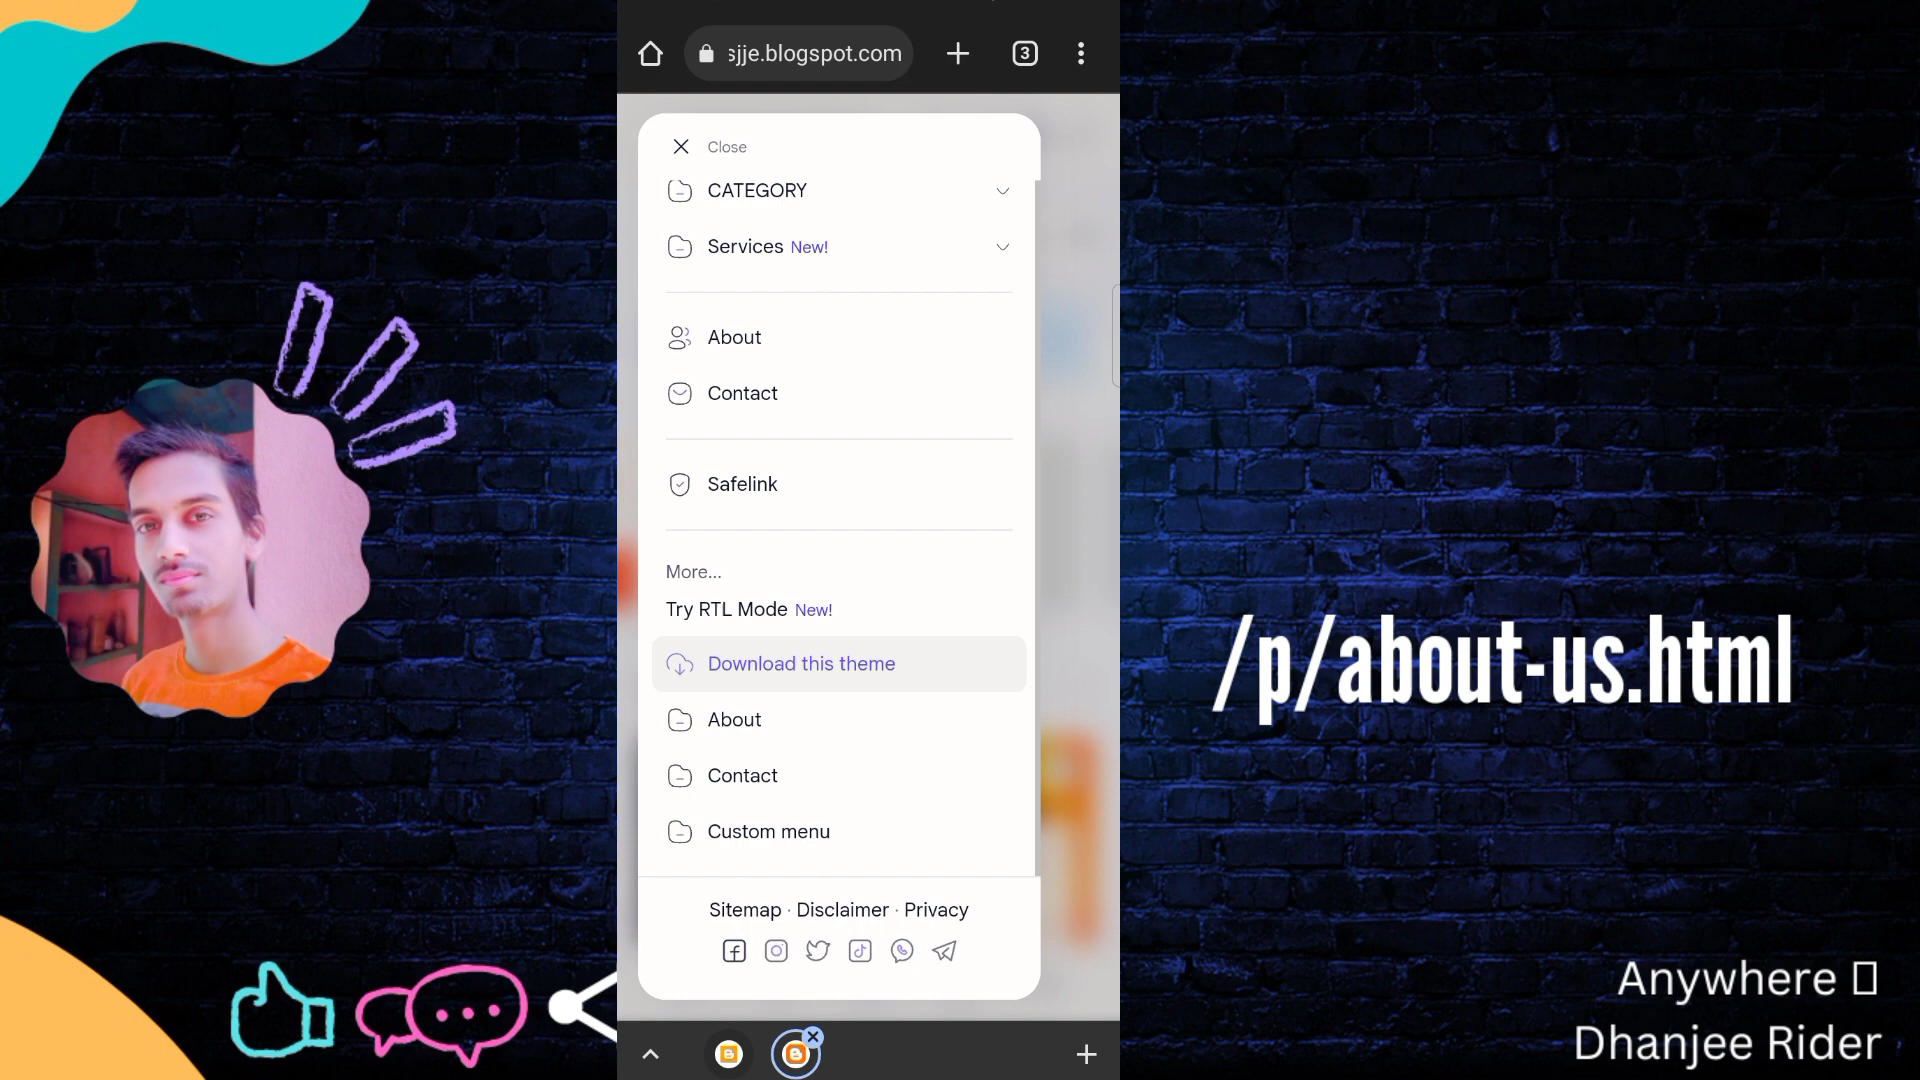 sjje.blogspot.com
3
Close
CATEGORY
Services New!
About
Contact
Safelink
More...
Try RTL Mode New!
Download this theme
About
Contact
Custom menu
Sitemap · Disclaimer · Privacy
/p/about-us.html
Anywhere
Dhanjee Rider